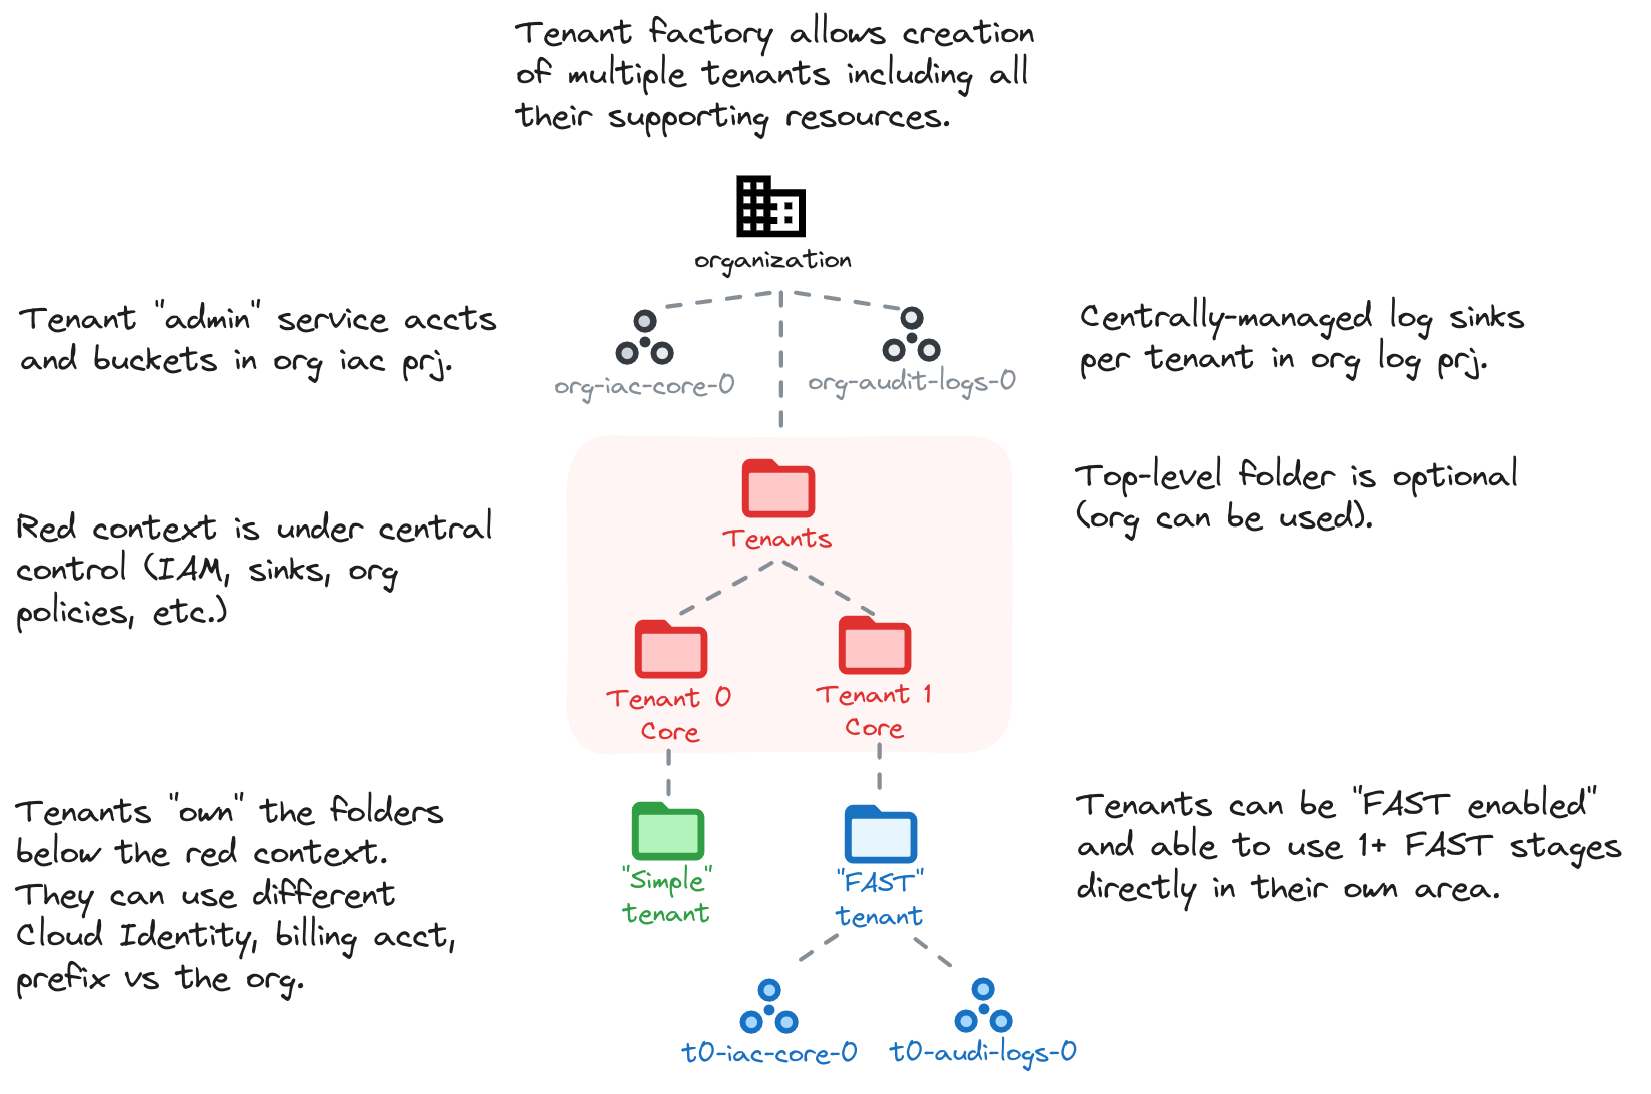 Tenant factory allows creation
of multiple tenants including all
their supporting resources.
organization
Tenant "admin" service accts
and buckets in org iac prj.
org-iac-core-0
org-audit-logs-0
Centrally-managed log sinks
per tenant in org log prj.
Tenants
Top-level folder is optional
(org can be used).
Red context is under central
control (IAM, sinks, org
policies, etc.)
Tenant 0
Core
Tenant 1
Core
Tenants "own" the folders
below the red context.
They can use different
Cloud Identity, billing acct,
prefix vs the org.
"Simple"
tenant
"FAST"
tenant
Tenants can be "FAST enabled"
and able to use 1+ FAST stages
directly in their own area.
t0-iac-core-0
t0-audi-logs-0